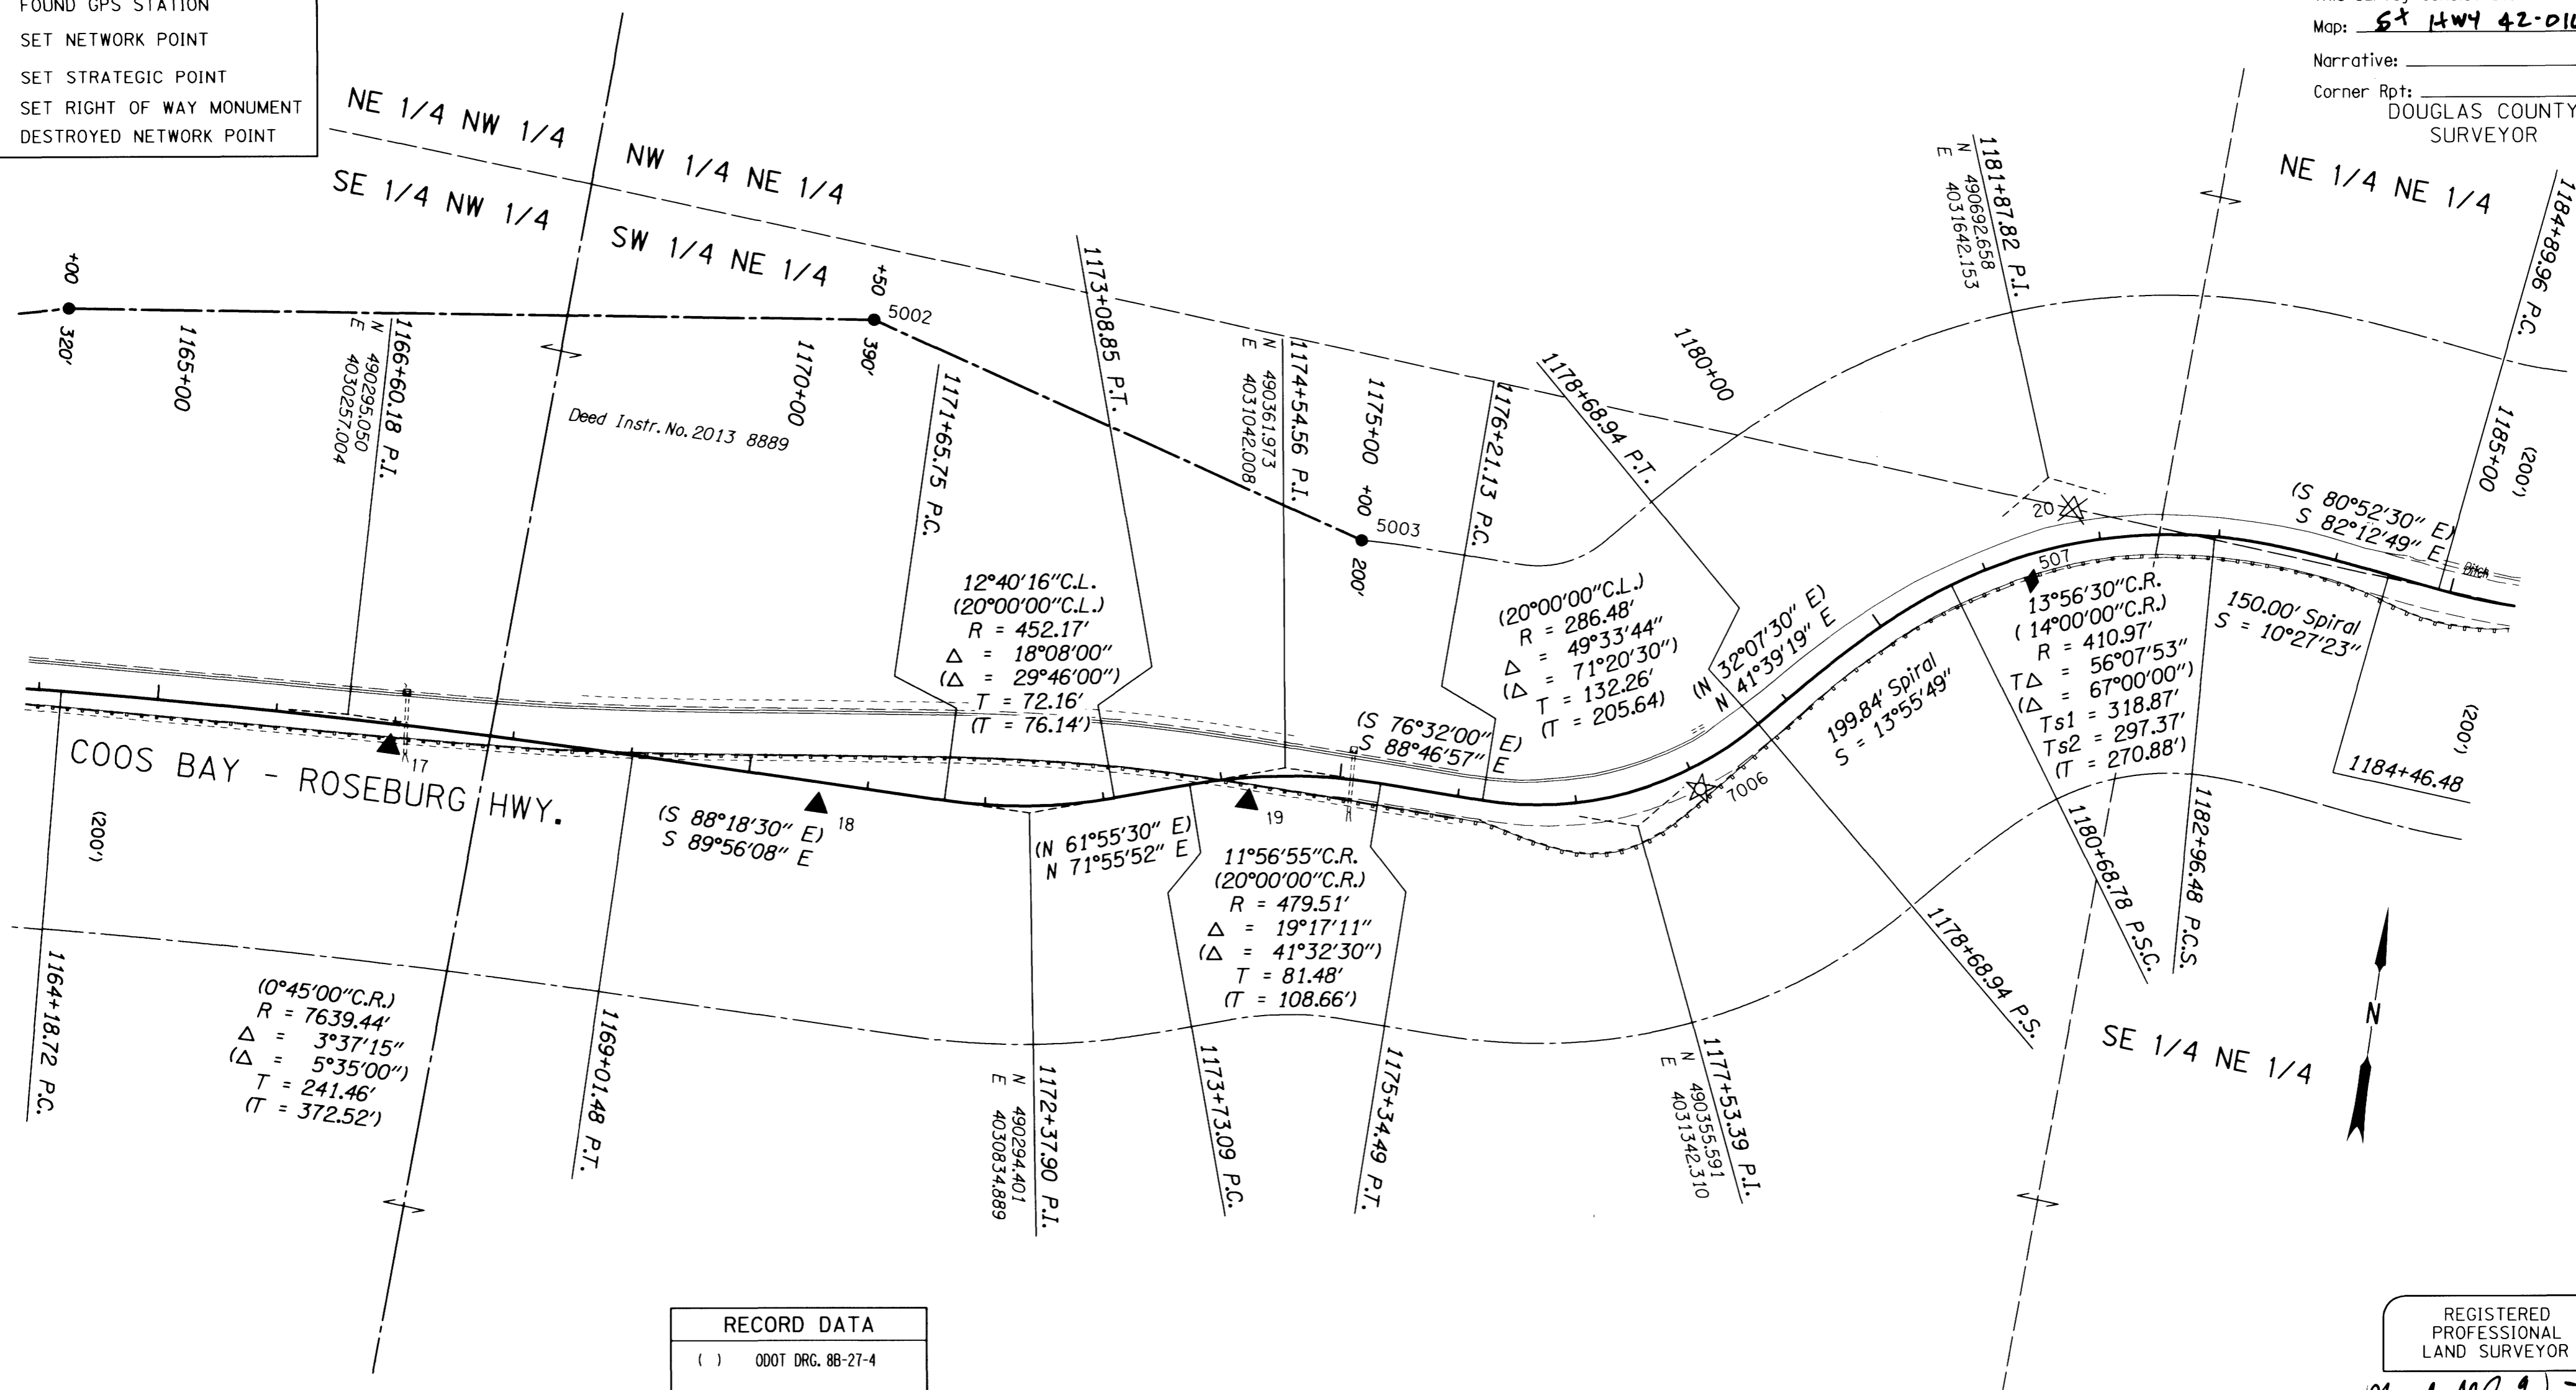 FOUND GPS STATION
SET NETWORK POINT
SET STRATEGIC POINT
SET RIGHT OF WAY MONUMENT
DESTROYED NETWORK POINT
Map: St HWY 42-
Narrative:
Corner Rpt:
DOUGLAS COUNTY
SURVEYOR
NE 1/4 NW 1/4
NW 1/4 NE 1/4
SE 1/4 NW 1/4
SW 1/4 NE 1/4
NE 1/4 NE 1/4
+00
320'
1165+00
1166+60.18 P.I.
N 490295.050
E 4030257.004
Deed Instr. No. 2013 8889
1170+00
+50
5002
390'
1171+65.75 P.C.
1173+08.85 P.T.
1174+54.56 P.I.
N 490361.973
E 4031042.008
1175+00
+00
5003
200'
1176+21.13 P.C.
1178+68.94 P.T.
1180+00
1181+87.82 P.I.
N 490692.658
E 4031642.153
1184+89.96 P.C.
1185+00
(200')
20
507
(S 80°52'30" E)
S 82°12'49" E
Ditch
12°40'16"C.L.
(20°00'00"C.L.)
R = 452.17'
Δ = 18°08'00"
(Δ = 29°46'00")
T = 72.16'
(T = 76.14')
(20°00'00"C.L.)
R = 286.48'
Δ = 49°33'44"
(Δ = 71°20'30")
T = 132.26'
(T = 205.64)
(N 32°07'30" E)
N 41°39'19" E
(S 76°32'00" E)
S 88°46'57" E
199.84' Spiral
S = 13°55'49"
13°56'30"C.R.
( 14°00'00"C.R.)
R = 410.97'
TΔ = 56°07'53"
(Δ = 67°00'00")
Ts1 = 318.87'
Ts2 = 297.37'
(T = 270.88')
150.00' Spiral
S = 10°27'23"
(200')
1184+46.48
COOS BAY - ROSEBURG HWY.
17
18
19
7006
(200')
(S 88°18'30" E)
S 89°56'08" E
(N 61°55'30" E)
N 71°55'52" E
11°56'55"C.R.
(20°00'00"C.R.)
R = 479.51'
Δ = 19°17'11"
(Δ = 41°32'30")
T = 81.48'
(T = 108.66')
1164+18.72 P.C.
(0°45'00"C.R.)
R = 7639.44'
Δ = 3°37'15"
(Δ = 5°35'00")
T = 241.46'
(T = 372.52')
1169+01.48 P.T.
1172+37.90 P.I.
N 490294.401
E 4030834.889
1173+73.09 P.C.
1175+34.49 P.T.
1177+53.39 P.I.
N 490355.591
E 4031342.310
1178+68.94 P.S.
1180+68.78 P.S.C.
1182+96.48 P.C.S.
SE 1/4 NE 1/4
N
RECORD DATA
( ) ODOT DRG. 8B-27-4
REGISTERED
PROFESSIONAL
LAND SURVEYOR